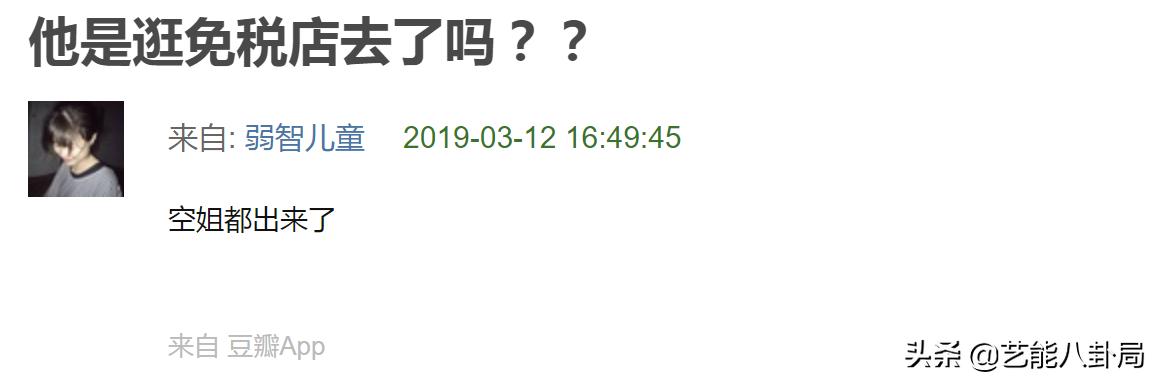 他是逛免税店去了吗？？
来自: 弱智儿童 2019-03-12 16:49:45
空姐都出来了
来自 豆瓣App
头条 @艺能八卦局